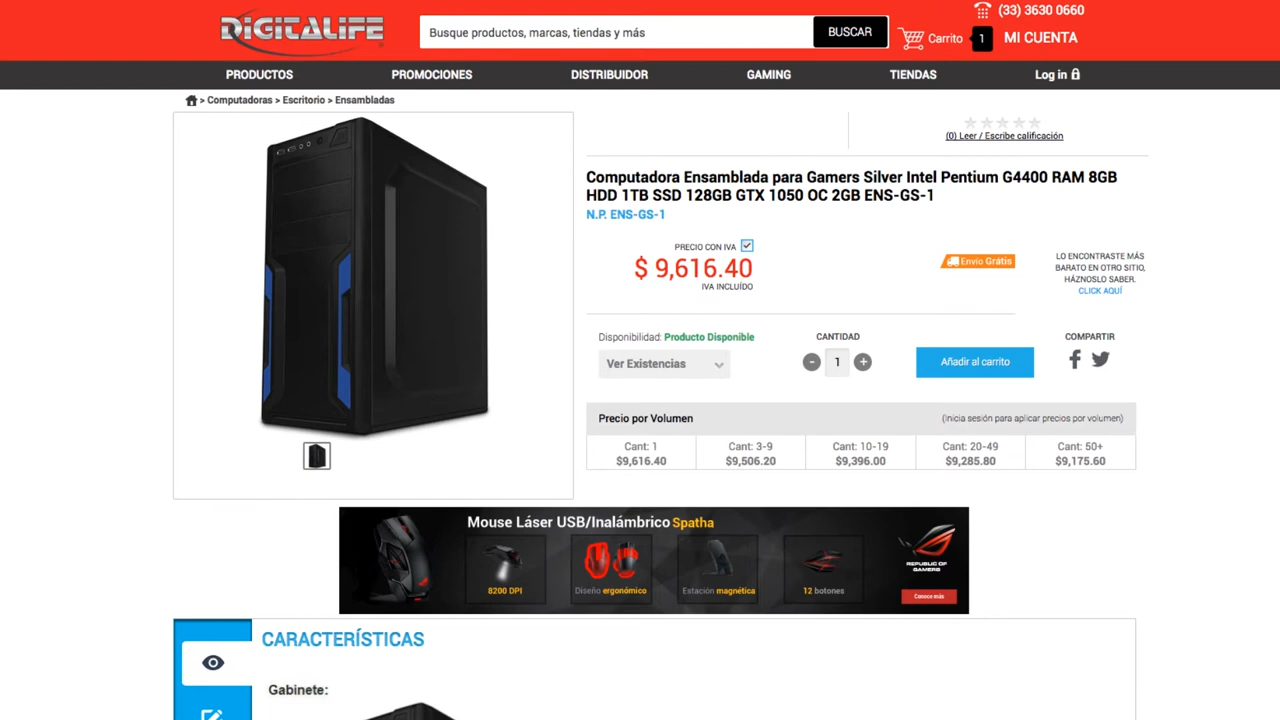 DIGITALIFE
Busque productos, marcas, tiendas y más
BUSCAR
(33) 3630 0660
Carrito
1
MI CUENTA
PRODUCTOS
PROMOCIONES
DISTRIBUIDOR
GAMING
TIENDAS
Log in
> Computadoras > Escritorio > Ensambladas
(0) Leer / Escribe calificación
Computadora Ensamblada para Gamers Silver Intel Pentium G4400 RAM 8GB
HDD 1TB SSD 128GB GTX 1050 OC 2GB ENS-GS-1
N.P. ENS-GS-1
PRECIO CON IVA
$ 9,616.40
IVA INCLUÍDO
Envío Grátis
LO ENCONTRASTE MÁS
BARATO EN OTRO SITIO,
HÁZNOSLO SABER.
CLICK AQUÍ
Disponibilidad: Producto Disponible
Ver Existencias
CANTIDAD
- 1 +
Añadir al carrito
COMPARTIR
Precio por Volumen
(Inicia sesión para aplicar precios por volumen)
Cant: 1
$9,616.40
Cant: 3-9
$9,506.20
Cant: 10-19
$9,396.00
Cant: 20-49
$9,285.80
Cant: 50+
$9,175.60
Mouse Láser USB/Inalámbrico Spatha
8200 DPI
Diseño ergonómico
Estación magnética
12 botones
REPUBLIC OF
GAMERS
Conoce más
CARACTERÍSTICAS
Gabinete: